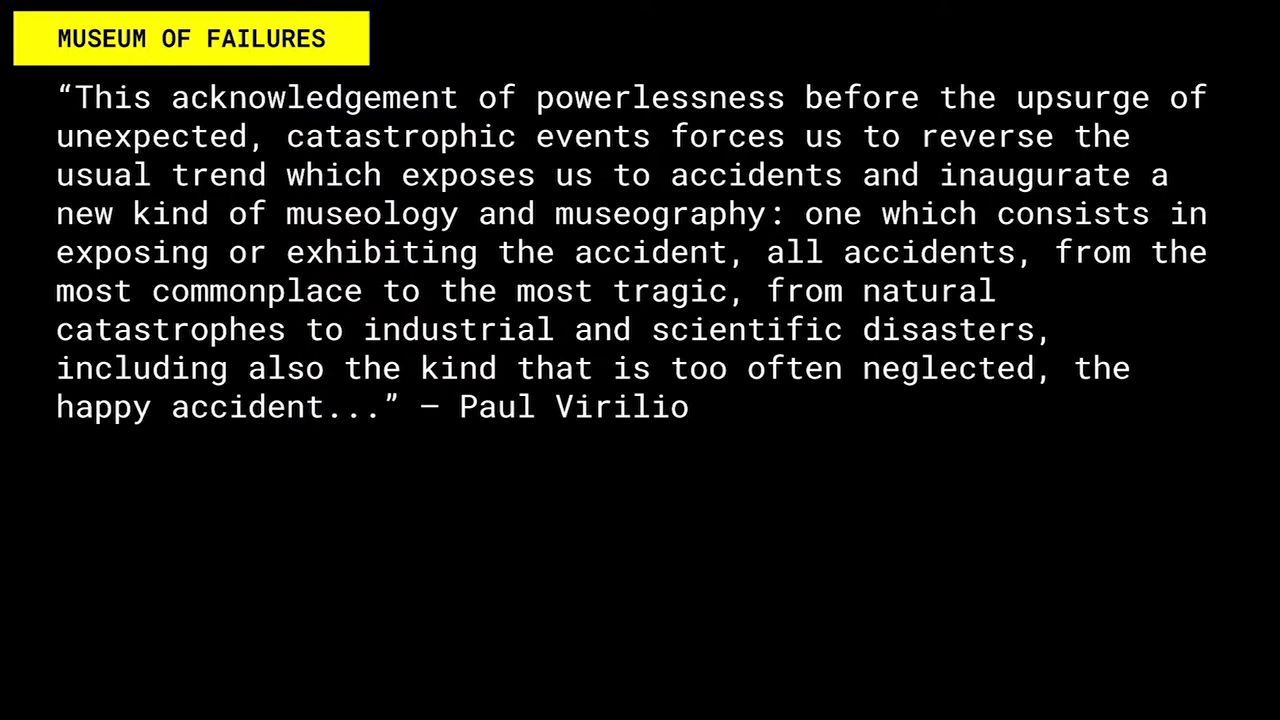 MUSEUM OF FAILURES
“This acknowledgement of powerlessness before the upsurge of
unexpected, catastrophic events forces us to reverse the
usual trend which exposes us to accidents and inaugurate a
new kind of museology and museography: one which consists in
exposing or exhibiting the accident, all accidents, from the
most commonplace to the most tragic, from natural
catastrophes to industrial and scientific disasters,
including also the kind that is too often neglected, the
happy accident...” — Paul Virilio